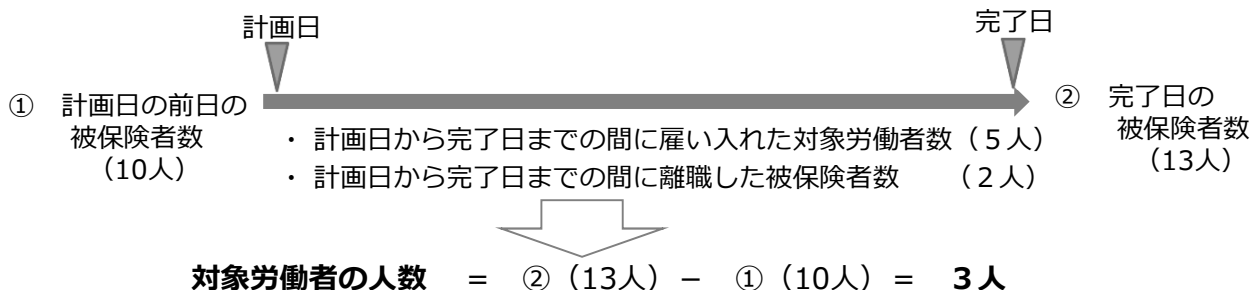 計画日
完了日
① 計画日の前日の
被保険者数
(10人)
② 完了日の
被保険者数
(13人)
・ 計画日から完了日までの間に雇い入れた対象労働者数(5人)
・ 計画日から完了日までの間に離職した被保険者数 (2人)
対象労働者の人数 = ②(13人)- ①(10人)= 3人